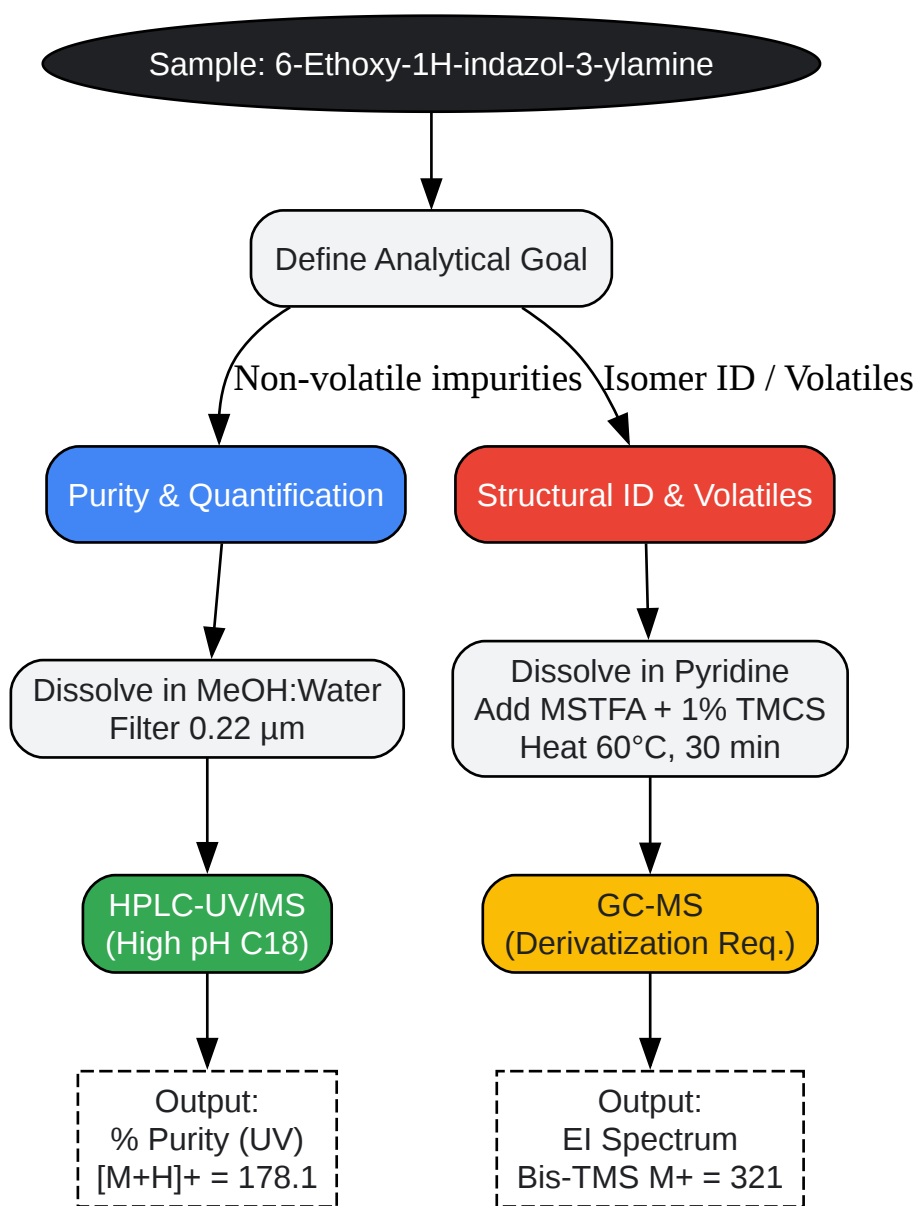 Sample: 6-Ethoxy-1H-indazol-3-ylamine
Define Analytical Goal
Non-volatile impurities
Isomer ID / Volatiles
Purity & Quantification
Structural ID & Volatiles
Dissolve in MeOH:Water
Filter 0.22 µm
Dissolve in Pyridine
Add MSTFA + 1% TMCS
Heat 60°C, 30 min
HPLC-UV/MS
(High pH C18)
GC-MS
(Derivatization Req.)
Output:
% Purity (UV)
[M+H]+ = 178.1
Output:
EI Spectrum
Bis-TMS M+ = 321